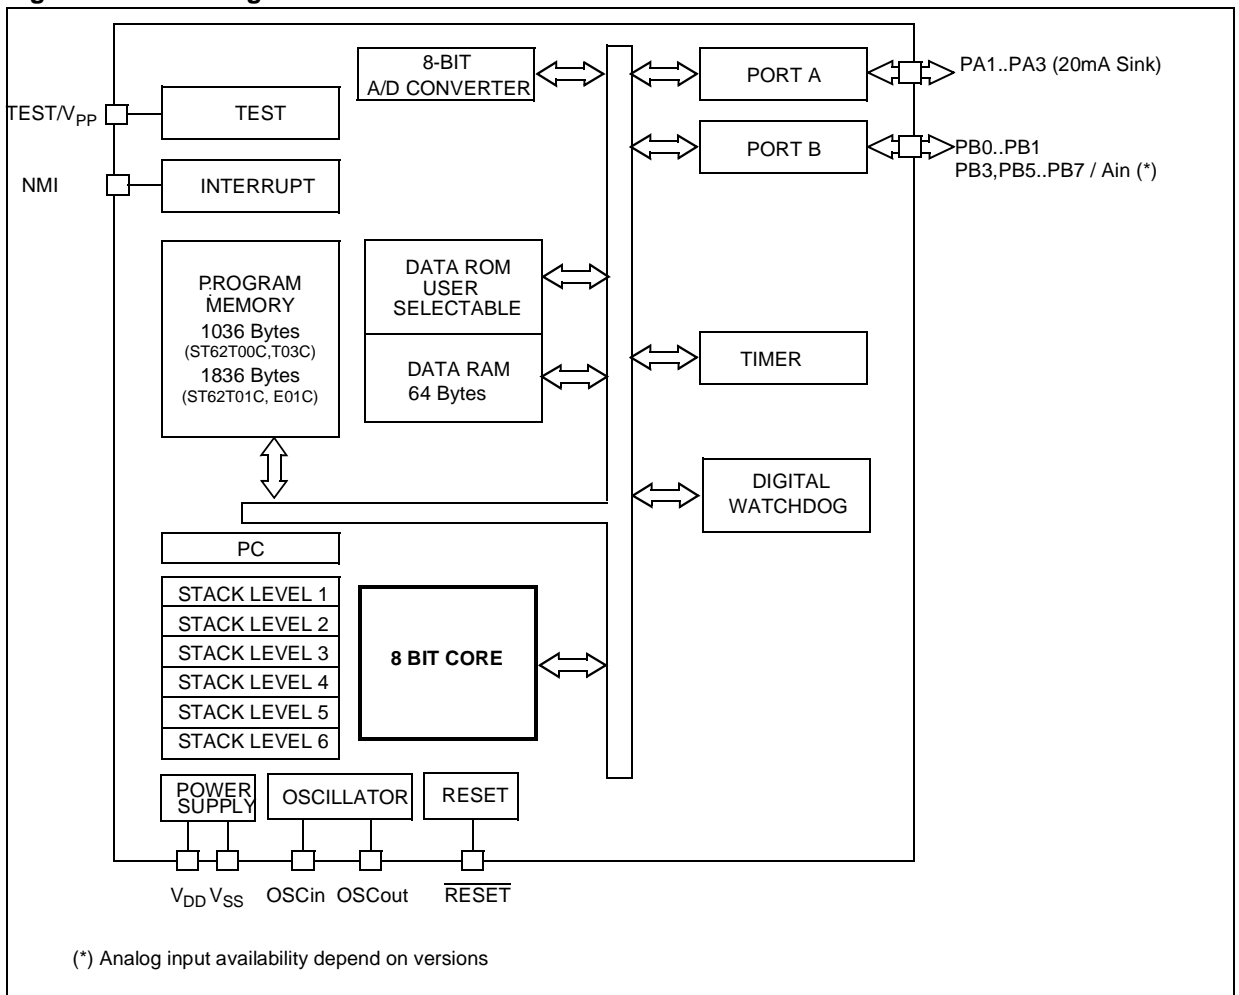 8-BIT
A/D CONVERTER
PORT A
PA1..PA3 (20mA Sink)
TEST/VPP
TEST
PORT B
PB0..PB1
PB3,PB5..PB7 / Ain (*)
NMI
INTERRUPT
PROGRAM
MEMORY
1036 Bytes
(ST62T00C,T03C)
1836 Bytes
(ST62T01C, E01C)
DATA ROM
USER
SELECTABLE
DATA RAM
64 Bytes
TIMER
DIGITAL
WATCHDOG
PC
STACK LEVEL 1
STACK LEVEL 2
STACK LEVEL 3
STACK LEVEL 4
STACK LEVEL 5
STACK LEVEL 6
8 BIT CORE
POWER
SUPPLY
OSCILLATOR
RESET
VDD VSS OSCin OSCout RESET
(*) Analog input availability depend on versions